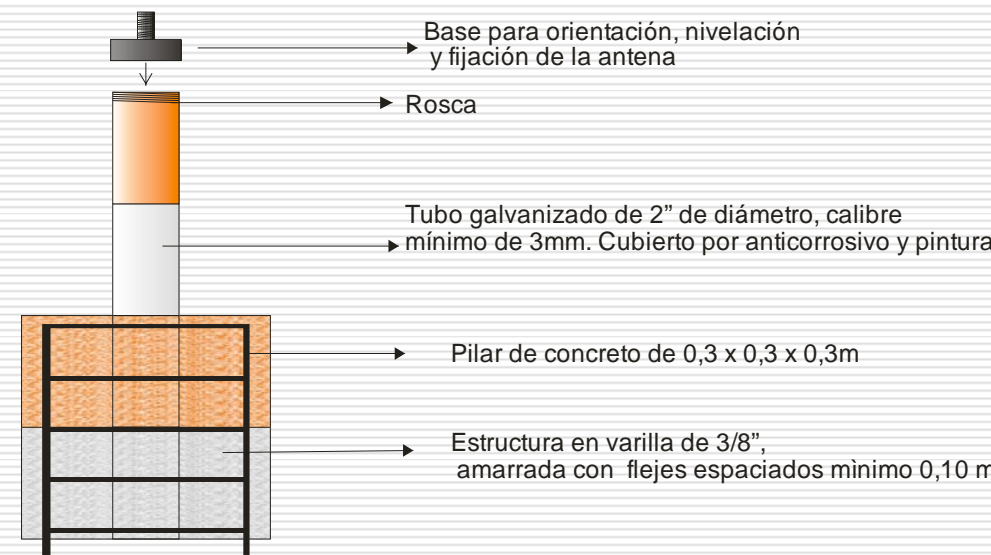 Base para orientación, nivelación
y fijación de la antena
Rosca
Tubo galvanizado de 2” de diámetro, calibre
mínimo de 3mm. Cubierto por anticorrosivo y pintura
Pilar de concreto de 0,3 x 0,3 x 0,3m
Estructura en varilla de 3/8”,
amarrada con flejes espaciados mìnimo 0,10 m